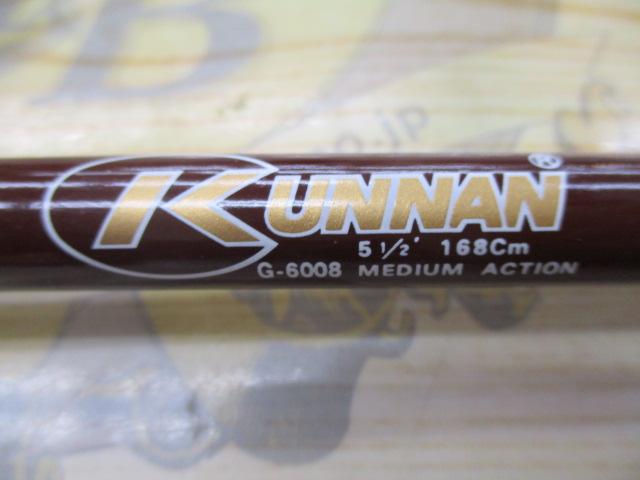 KUNNAN®
5 1/2' 168Cm
G-6008 MEDIUM ACTION